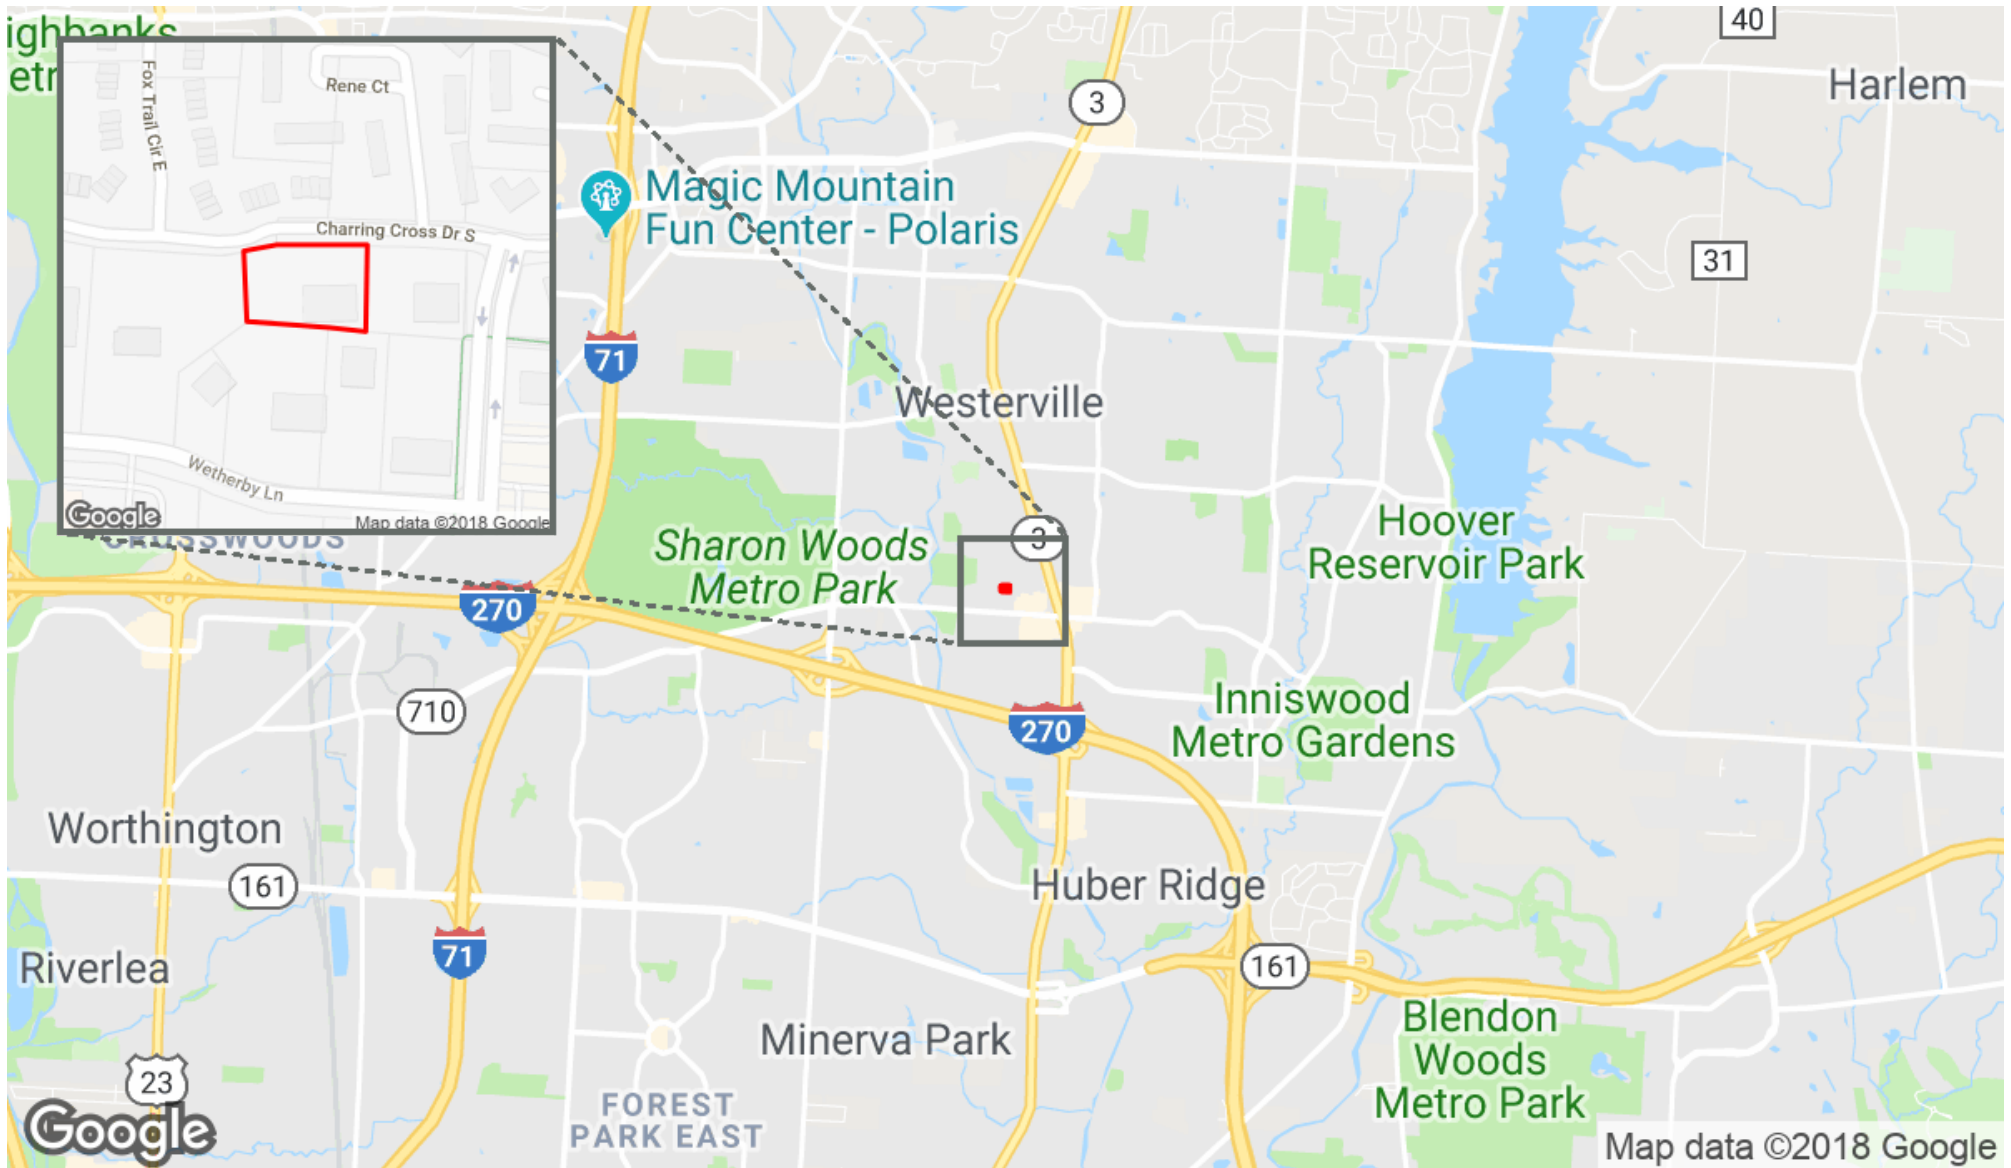 40
ighbanks
etr
Harlem
Rene Ct
Fox Trail Cir E
3
Magic Mountain
Fun Center - Polaris
Charring Cross Dr S
31
71
Westerville
Wetherby Ln
Google
Map data ©2018 Google
CROSSWOODS
Sharon Woods
Metro Park
3
Hoover
Reservoir Park
270
270
710
Inniswood
Metro Gardens
Worthington
161
Huber Ridge
71
161
Riverlea
Minerva Park
Blendon
Woods
Metro Park
23
FOREST
PARK EAST
Google
Map data ©2018 Google